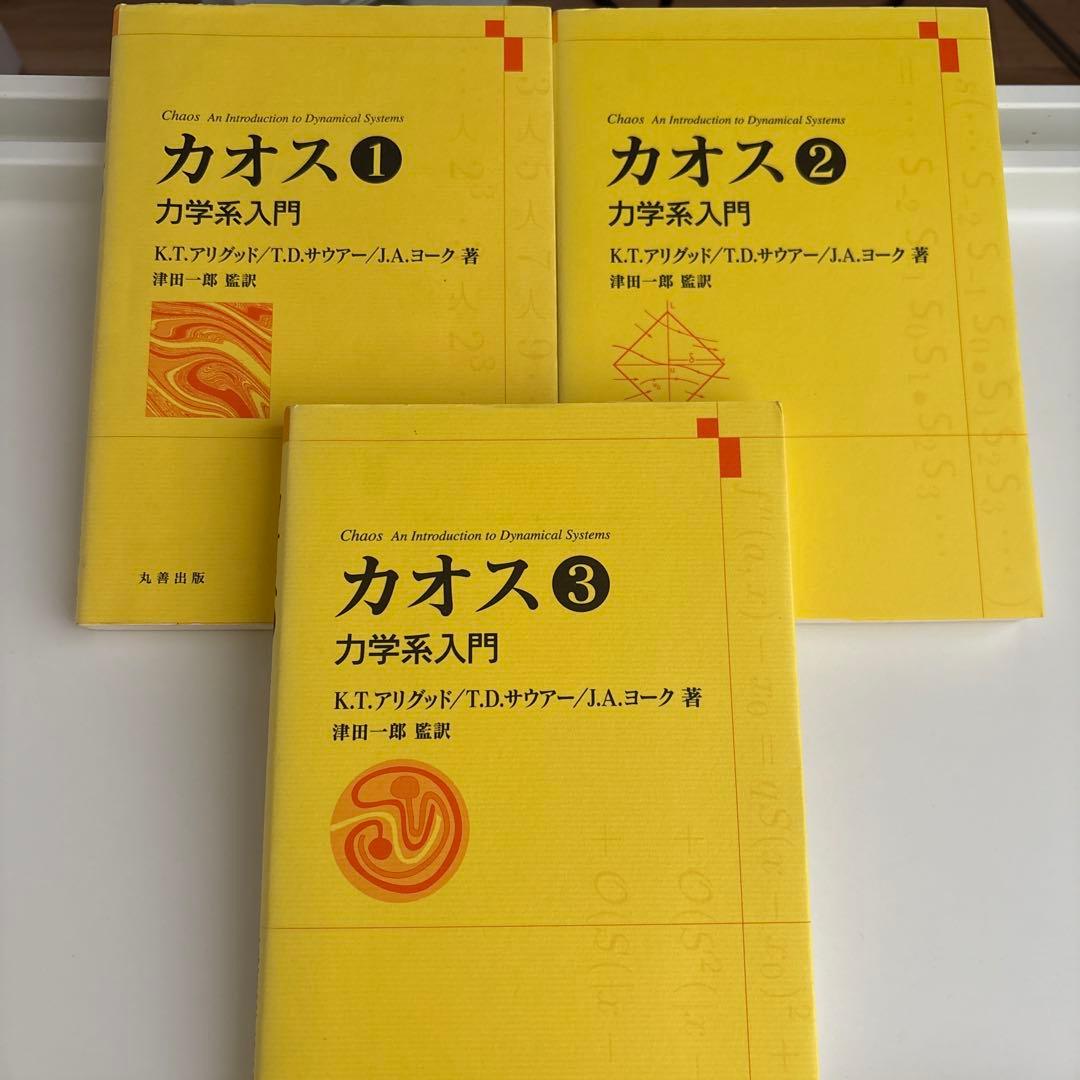 Chaos An Introduction to Dynamical Systems
カオス❶
力学系入門
K.T.アリグッド/T.D.サウアー/J.A.ヨーク 著
津田一郎 監訳
丸善出版
Chaos An Introduction to Dynamical Systems
カオス❷
力学系入門
K.T.アリグッド/T.D.サウアー/J.A.ヨーク 著
津田一郎 監訳
Chaos An Introduction to Dynamical Systems
カオス❸
力学系入門
K.T.アリグッド/T.D.サウアー/J.A.ヨーク 著
津田一郎 監訳